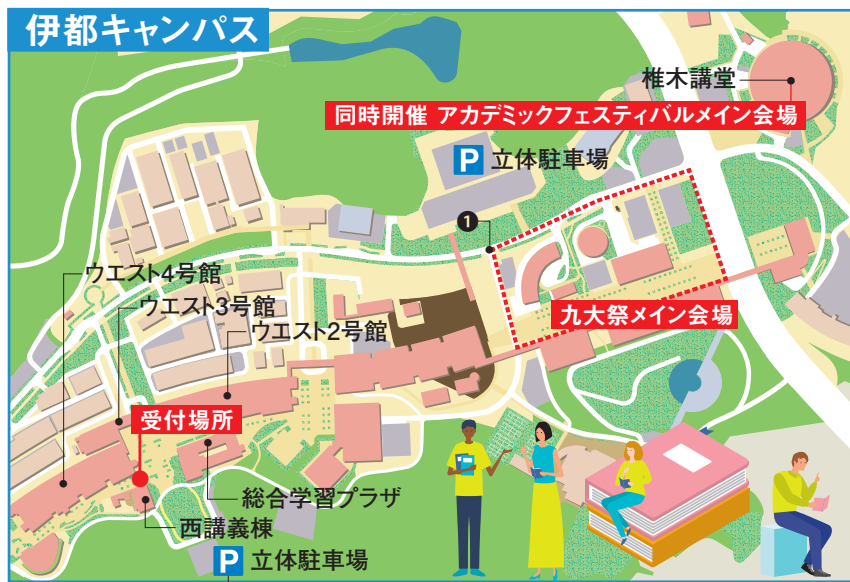 伊都キャンパス
椎木講堂
同時開催 アカデミックフェスティバルメイン会場
P 立体駐車場
1
ウエスト4号館
ウエスト3号館
ウエスト2号館
九大祭メイン会場
受付場所
総合学習プラザ
西講義棟
P 立体駐車場